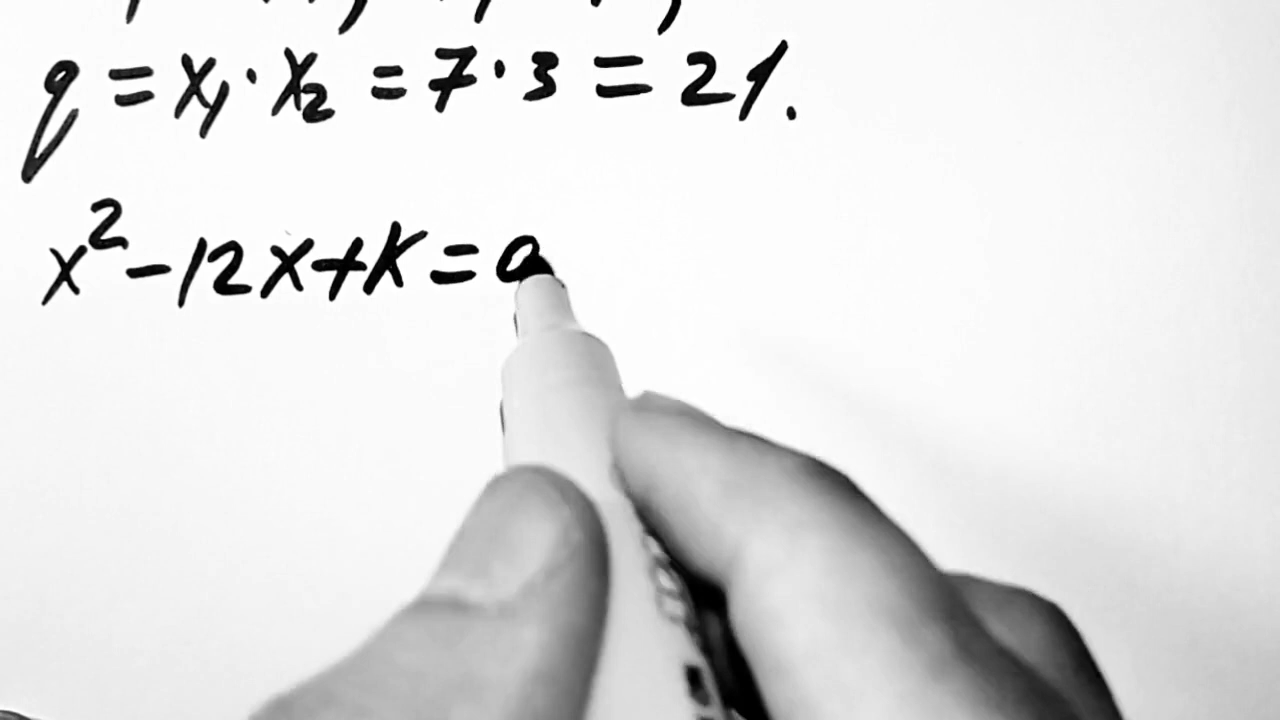 q = x₁ · x₂ = 7 · 3 = 21.
x² - 12x + k = 0